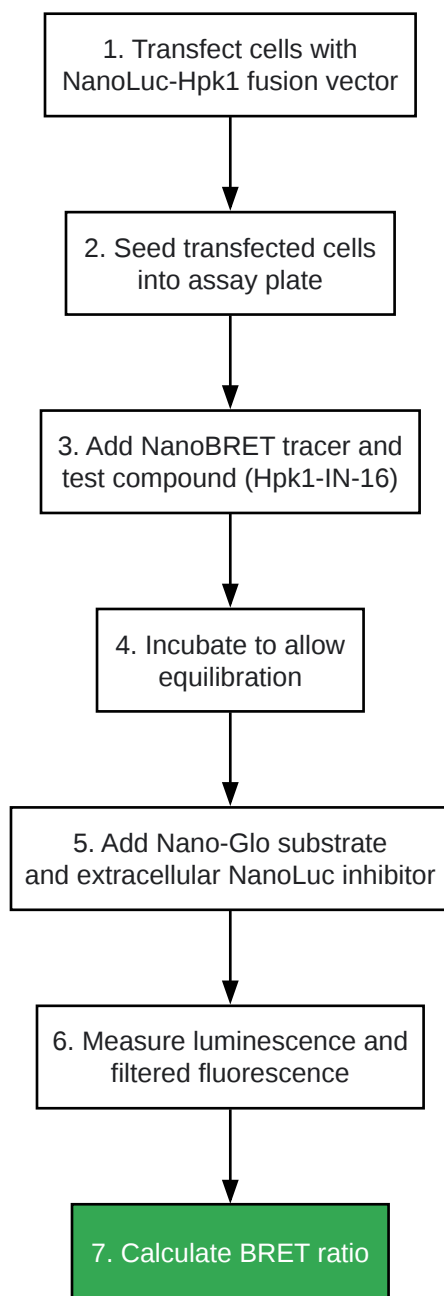 1. Transfect cells with
NanoLuc-Hpk1 fusion vector
2. Seed transfected cells
into assay plate
3. Add NanoBRET tracer and
test compound (Hpk1-IN-16)
4. Incubate to allow
equilibration
5. Add Nano-Glo substrate
and extracellular NanoLuc inhibitor
6. Measure luminescence and
filtered fluorescence
7. Calculate BRET ratio